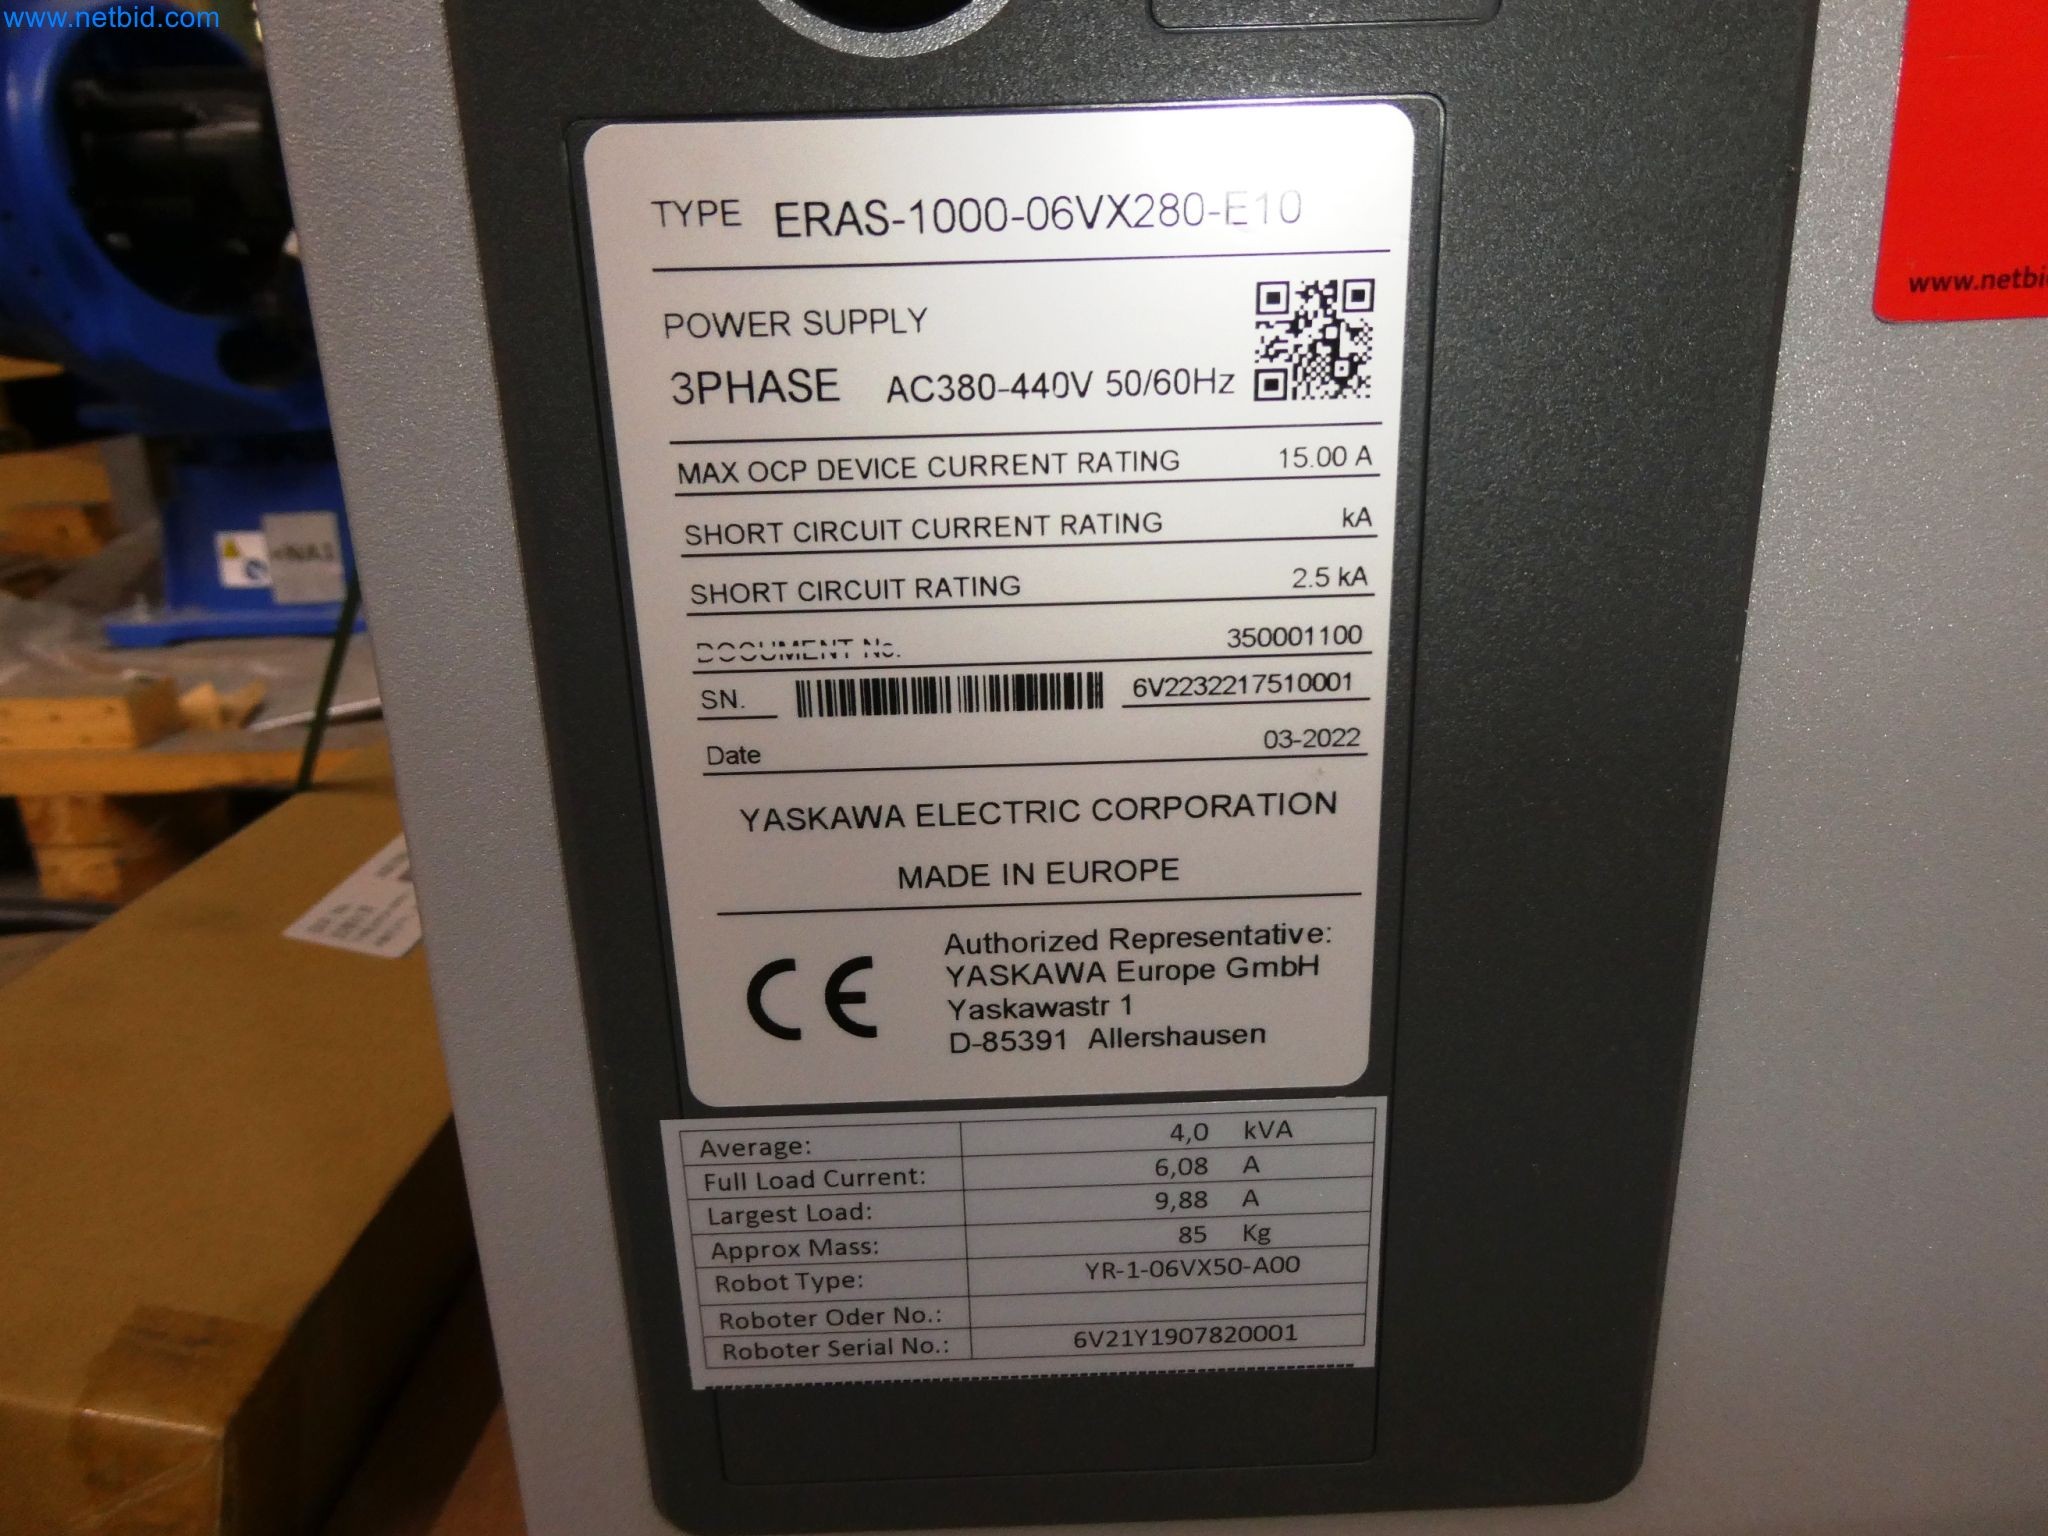 www.netbid.com
TYPE ERAS-1000-06VX280-E10
POWER SUPPLY
3PHASE AC380-440V 50/60Hz
MAX OCP DEVICE CURRENT RATING 15.00 A
SHORT CIRCUIT CURRENT RATING kA
SHORT CIRCUIT RATING 2.5 kA
DOCUMENT No. 350001100
SN. 6V2232217510001
Date 03-2022
YASKAWA ELECTRIC CORPORATION
MADE IN EUROPE
CE
Authorized Representative:
YASKAWA Europe GmbH
Yaskawastr 1
D-85391 Allershausen
Average: 4,0 kVA
Full Load Current: 6,08 A
Largest Load: 9,88 A
Approx Mass: 85 Kg
Robot Type: YR-1-06VX50-A00
Roboter Oder No.:
Roboter Serial No.: 6V21Y1907820001
www.netbi